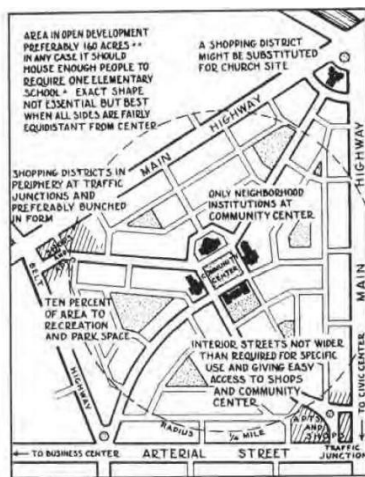 AREA IN OPEN DEVELOPMENT
PREFERABLY 160 ACRES **
IN ANY CASE IT SHOULD
HOUSE ENOUGH PEOPLE TO
REQUIRE ONE ELEMENTARY
SCHOOL • EXACT SHAPE
NOT ESSENTIAL BUT BEST
WHEN ALL SIDES ARE FAIRLY
EQUIDISTANT FROM CENTER
A SHOPPING DISTRICT
MIGHT BE SUBSTITUTED
FOR CHURCH SITE
MAIN HIGHWAY
HIGHWAY MAIN
SHOPPING DISTRICTS IN
PERIPHERY AT TRAFFIC
JUNCTIONS AND
PREFERABLY BUNCHED
IN FORM
ONLY NEIGHBORHOOD
INSTITUTIONS AT
COMMUNITY CENTER
COMMUNITY
CENTER
BELT HIGHWAY
TEN PERCENT
OF AREA TO
RECREATION
AND PARK SPACE
INTERIOR STREETS NOT WIDER
THAN REQUIRED FOR SPECIFIC
USE AND GIVING EASY
ACCESS TO SHOPS
AND COMMUNITY
CENTER
RADIUS 1/4 MILE
APTS
AND
SHOPS
TO CIVIC CENTER
TO BUSINESS CENTER
ARTERIAL STREET
TRAFFIC
JUNCTION